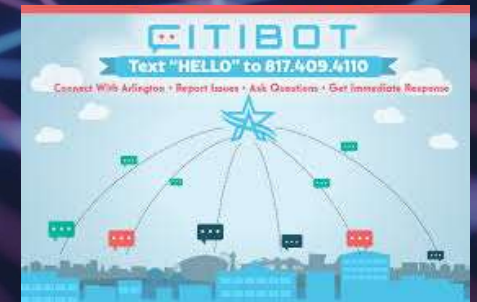 CITIBOT
Text "HELLO" to 817.409.4110
Connect With Arlington • Report Issues • Ask Questions • Get Immediate Response